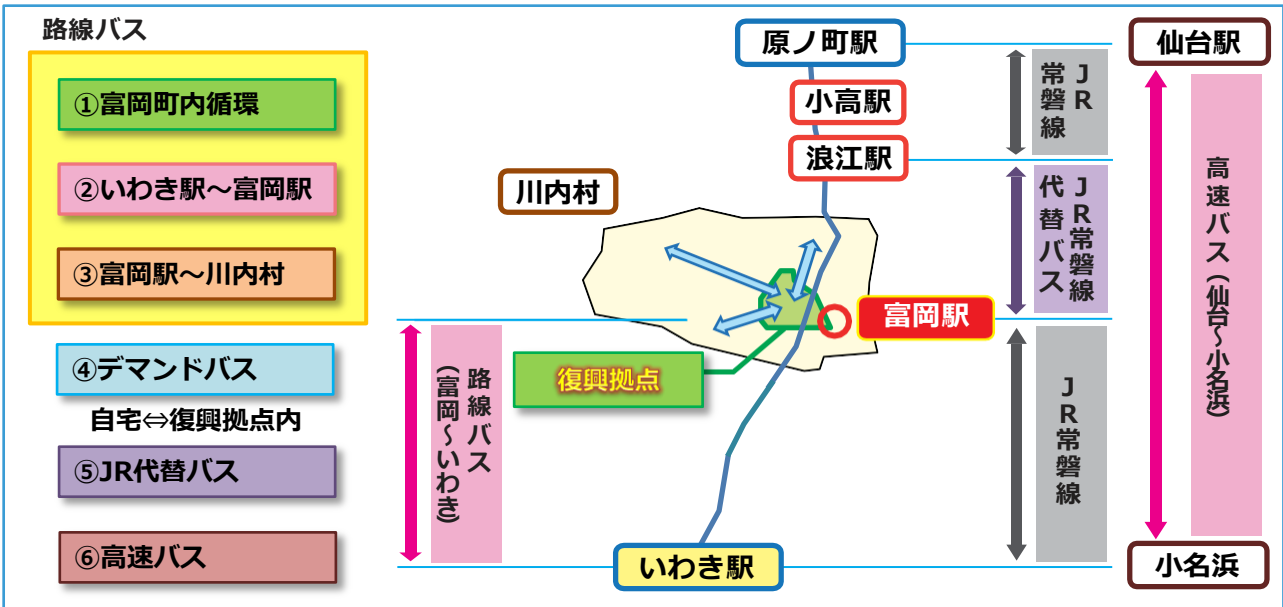 路線バス
①富岡町内循環
②いわき駅～富岡駅
③富岡駅～川内村
④デマンドバス
自宅⇔復興拠点内
⑤JR代替バス
⑥高速バス
原ノ町駅
小高駅
浪江駅
川内村
富岡駅
復興拠点
いわき駅
路線バス
(富岡～いわき)
JR
常磐線
JR常磐線
代替バス
JR常磐線
仙台駅
高速バス(仙台～小名浜)
小名浜